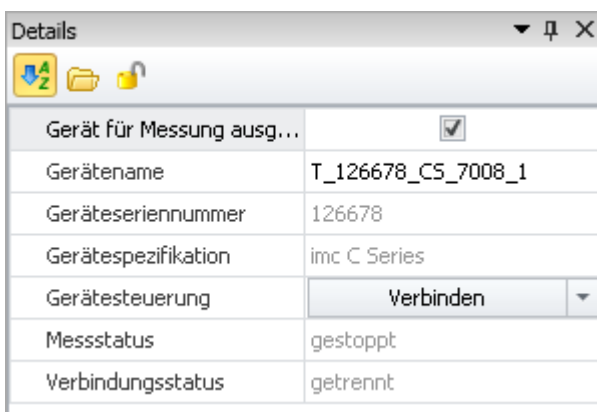 Details
Gerät für Messung ausg...
Gerätename T_126678_CS_7008_1
Geräteseriennummer 126678
Gerätespezifikation imc C Series
Gerätesteuerung Verbinden
Messstatus gestoppt
Verbindungsstatus getrennt